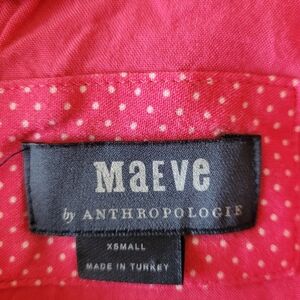 MaEve
by ANTHROPOLOGIE
XSMALL
MADE IN TURKEY